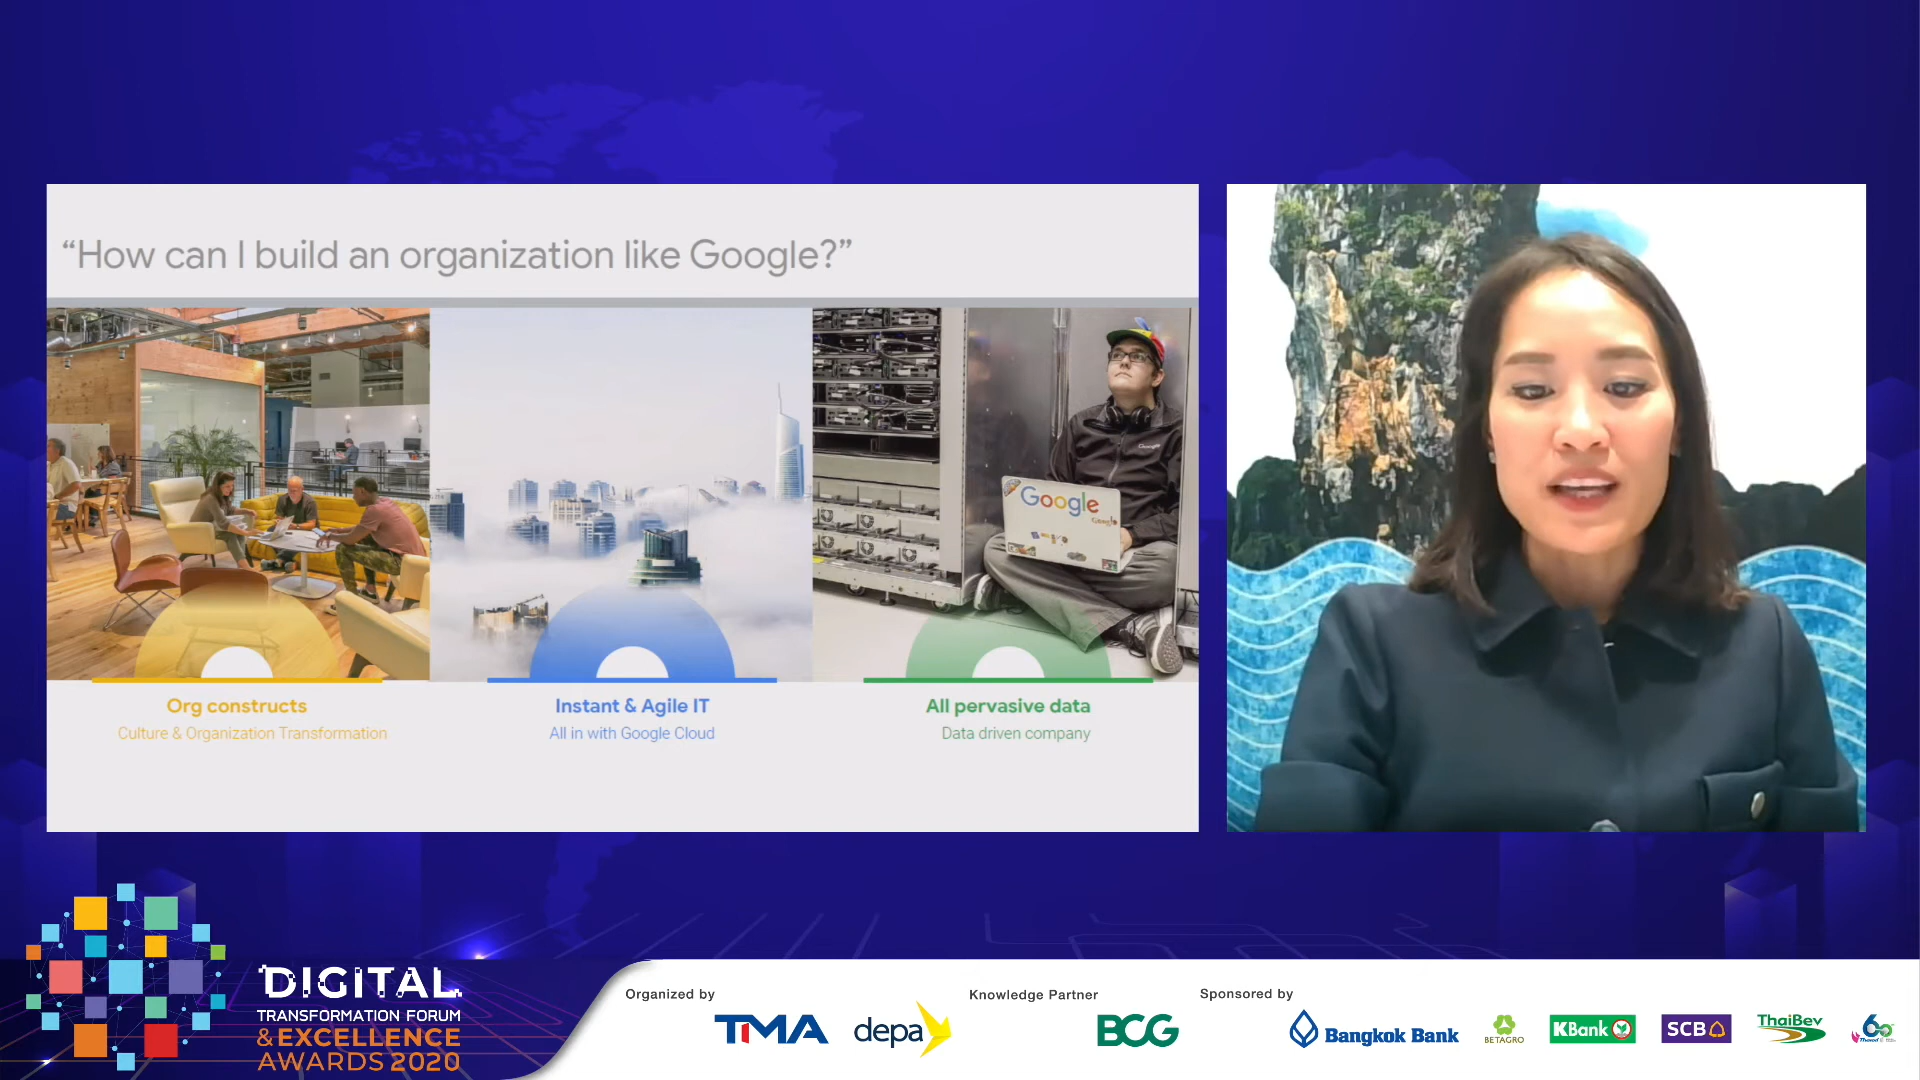 “How can I build an organization like Google?”
Google
Google
Org constructs
Culture & Organization Transformation
Instant & Agile IT
All in with Google Cloud
All pervasive data
Data driven company
DIGITAL
TRANSFORMATION FORUM
& EXCELLENCE
AWARDS 2020
Organized by
TMA
depa
Knowledge Partner
BCG
Sponsored by
Bangkok Bank
BETAGRO
KBank
SCB
ThaiBev
60